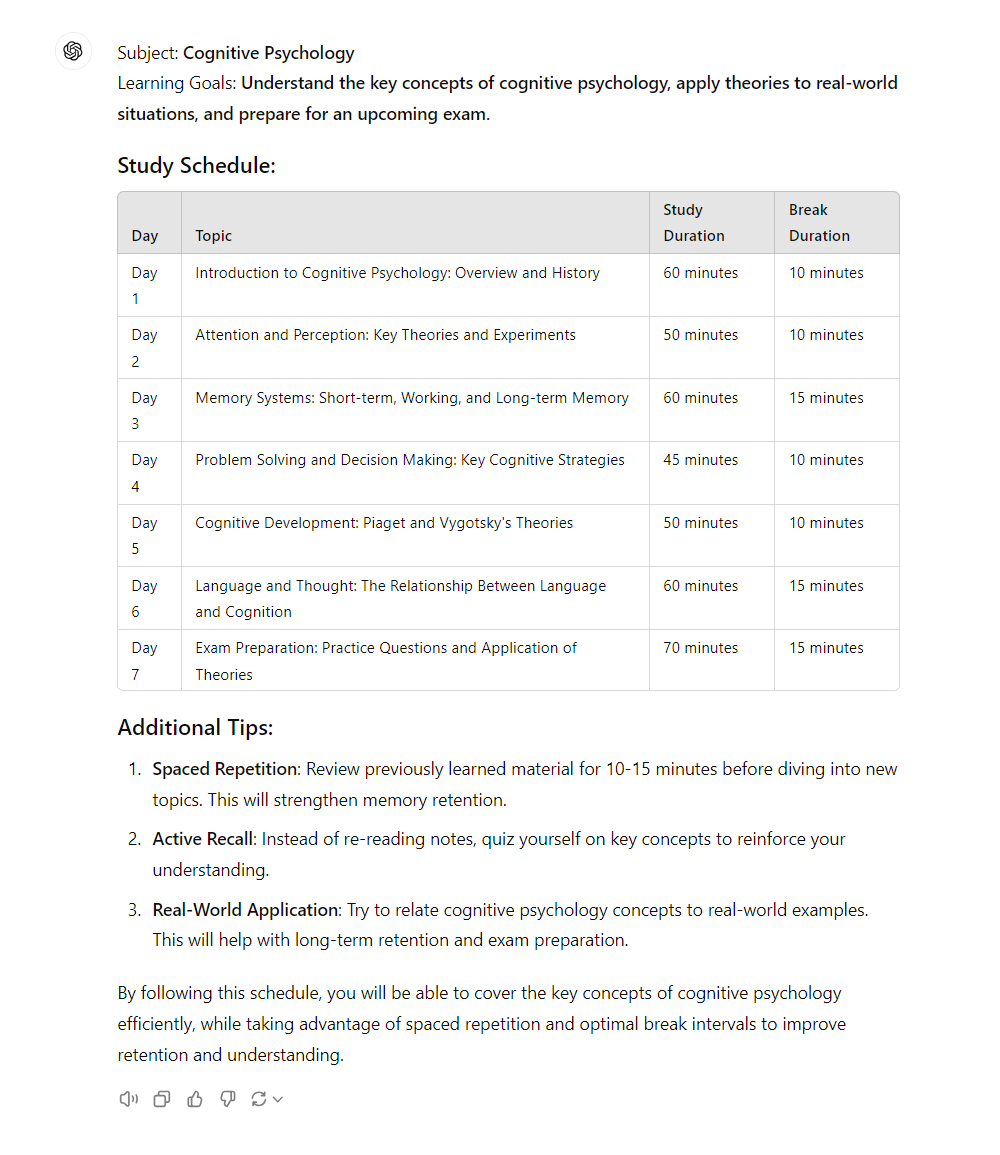 Subject: Cognitive Psychology
Learning Goals: Understand the key concepts of cognitive psychology, apply theories to real-world
situations, and prepare for an upcoming exam.
Study Schedule:
Day Topic Study Duration Break Duration
Day 1 Introduction to Cognitive Psychology: Overview and History 60 minutes 10 minutes
Day 2 Attention and Perception: Key Theories and Experiments 50 minutes 10 minutes
Day 3 Memory Systems: Short-term, Working, and Long-term Memory 60 minutes 15 minutes
Day 4 Problem Solving and Decision Making: Key Cognitive Strategies 45 minutes 10 minutes
Day 5 Cognitive Development: Piaget and Vygotsky's Theories 50 minutes 10 minutes
Day 6 Language and Thought: The Relationship Between Language and Cognition 60 minutes 15 minutes
Day 7 Exam Preparation: Practice Questions and Application of Theories 70 minutes 15 minutes
Additional Tips:
1. Spaced Repetition: Review previously learned material for 10-15 minutes before diving into new
topics. This will strengthen memory retention.
2. Active Recall: Instead of re-reading notes, quiz yourself on key concepts to reinforce your
understanding.
3. Real-World Application: Try to relate cognitive psychology concepts to real-world examples.
This will help with long-term retention and exam preparation.
By following this schedule, you will be able to cover the key concepts of cognitive psychology
efficiently, while taking advantage of spaced repetition and optimal break intervals to improve
retention and understanding.